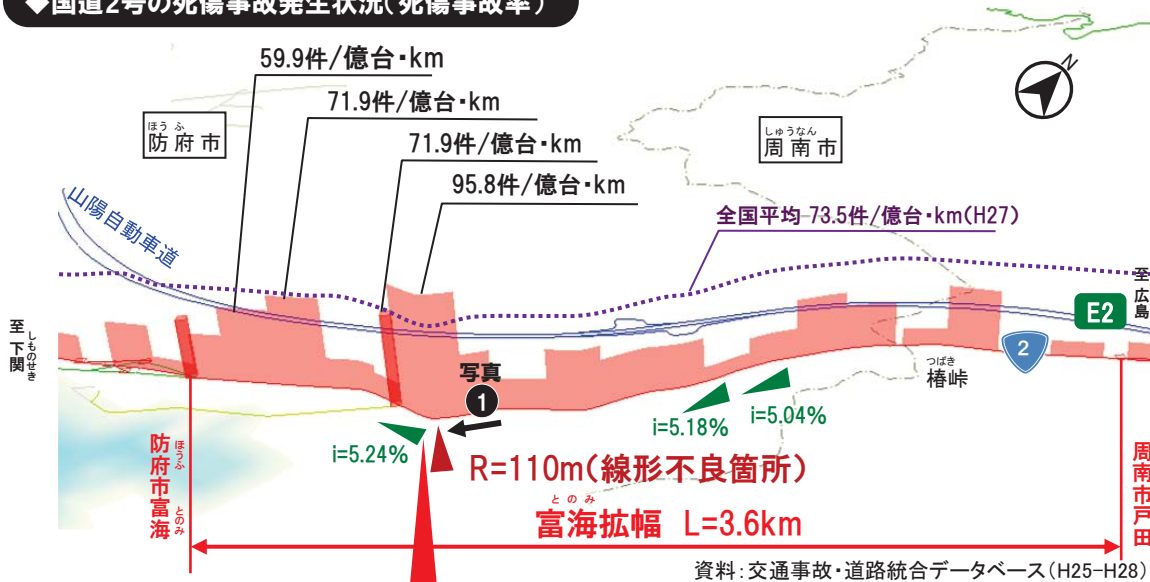 ◆国道2号の死傷事故発生状況(死傷事故率)
59.9件/億台・km
71.9件/億台・km
71.9件/億台・km
95.8件/億台・km
N
ほうふ
防府市
しゅうなん
周南市
山陽自動車道
全国平均 73.5件/億台・km(H27)
至広島
E2
2
至下関
しものせき
つばき
椿峠
写真
1
i=5.24%
i=5.18%
i=5.04%
R=110m(線形不良箇所)
防府市富海
ほうふ
とのみ
とのみ
富海拡幅 L=3.6km
周南市戸田
資料:交通事故・道路統合データベース(H25-H28)